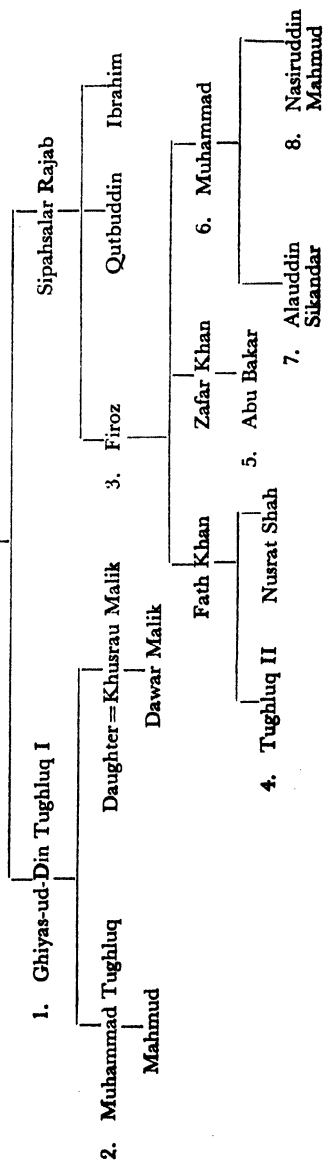 1. Ghiyas-ud-Din Tughluq I
Sipahsalar Rajab
2. Muhammad Tughluq
Daughter=Khusrau Malik
3. Firoz
Qutbuddin
Ibrahim
Mahmud
Dawar Malik
Fath Khan
Zafar Khan
6. Muhammad
4. Tughluq II
Nusrat Shah
5. Abu Bakar
7. Alauddin
Sikandar
8. Nasiruddin
Mahmud